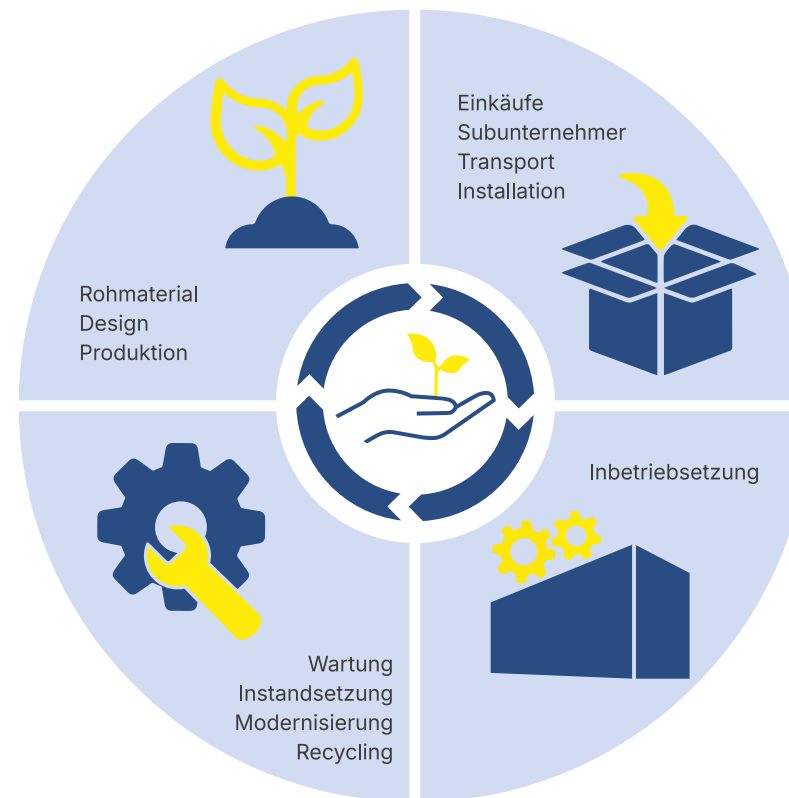 Rohmaterial
Design
Produktion
Einkäufe
Subunternehmer
Transport
Installation
Inbetriebsetzung
Wartung
Instandsetzung
Modernisierung
Recycling